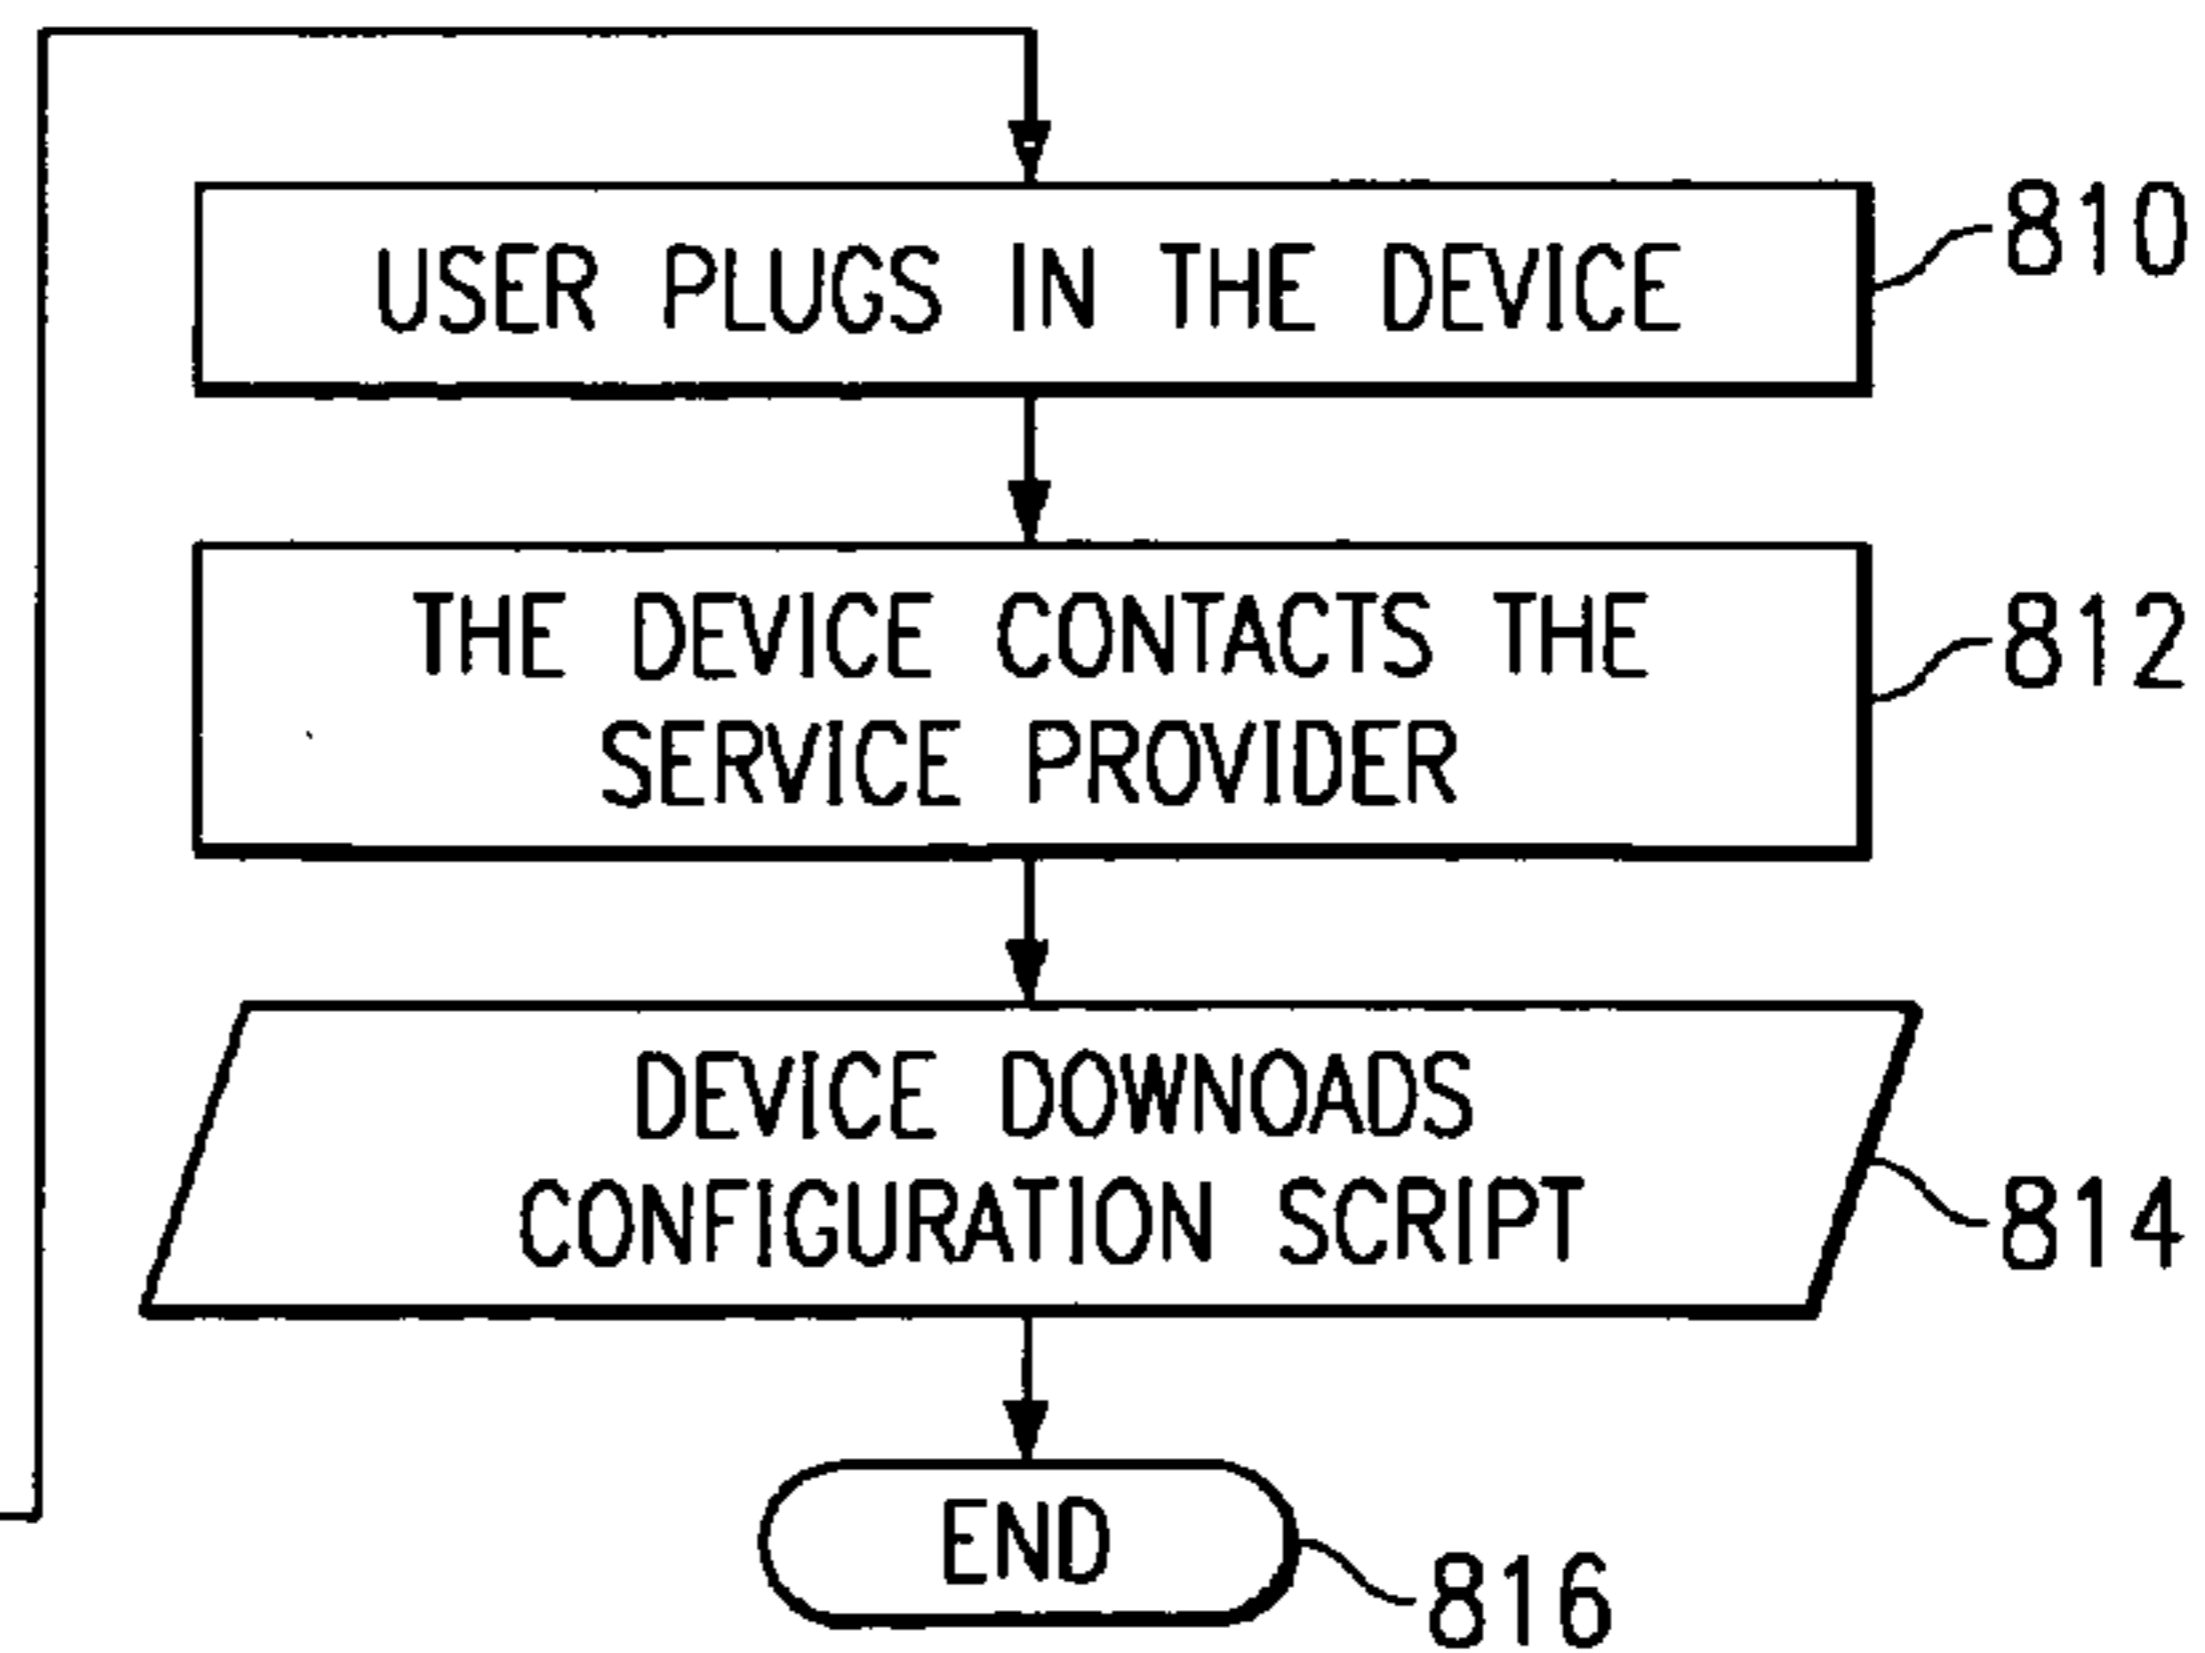 USER PLUGS IN THE DEVICE
810
THE DEVICE CONTACTS THE
SERVICE PROVIDER
812
DEVICE DOWNOADS
CONFIGURATION SCRIPT
814
END
816